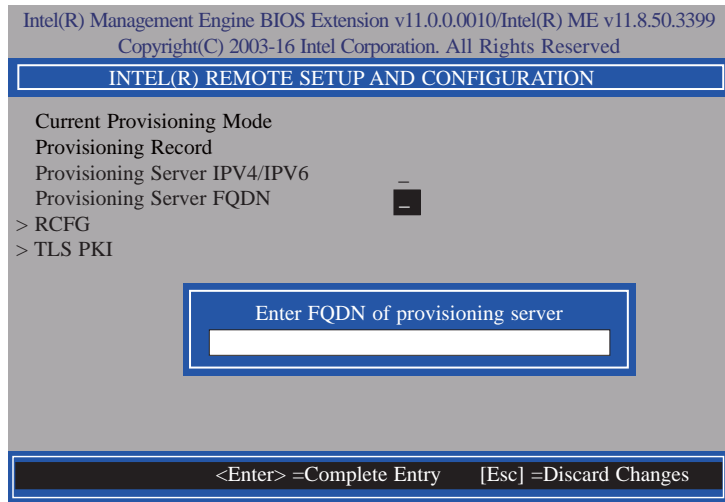 Intel(R) Management Engine BIOS Extension v11.0.0.0010/Intel(R) ME v11.8.50.3399
Copyright(C) 2003-16 Intel Corporation. All Rights Reserved
INTEL(R) REMOTE SETUP AND CONFIGURATION
Current Provisioning Mode
Provisioning Record
Provisioning Server IPV4/IPV6 _
Provisioning Server FQDN _
> RCFG
> TLS PKI
Enter FQDN of provisioning server
<Enter> =Complete Entry [Esc] =Discard Changes